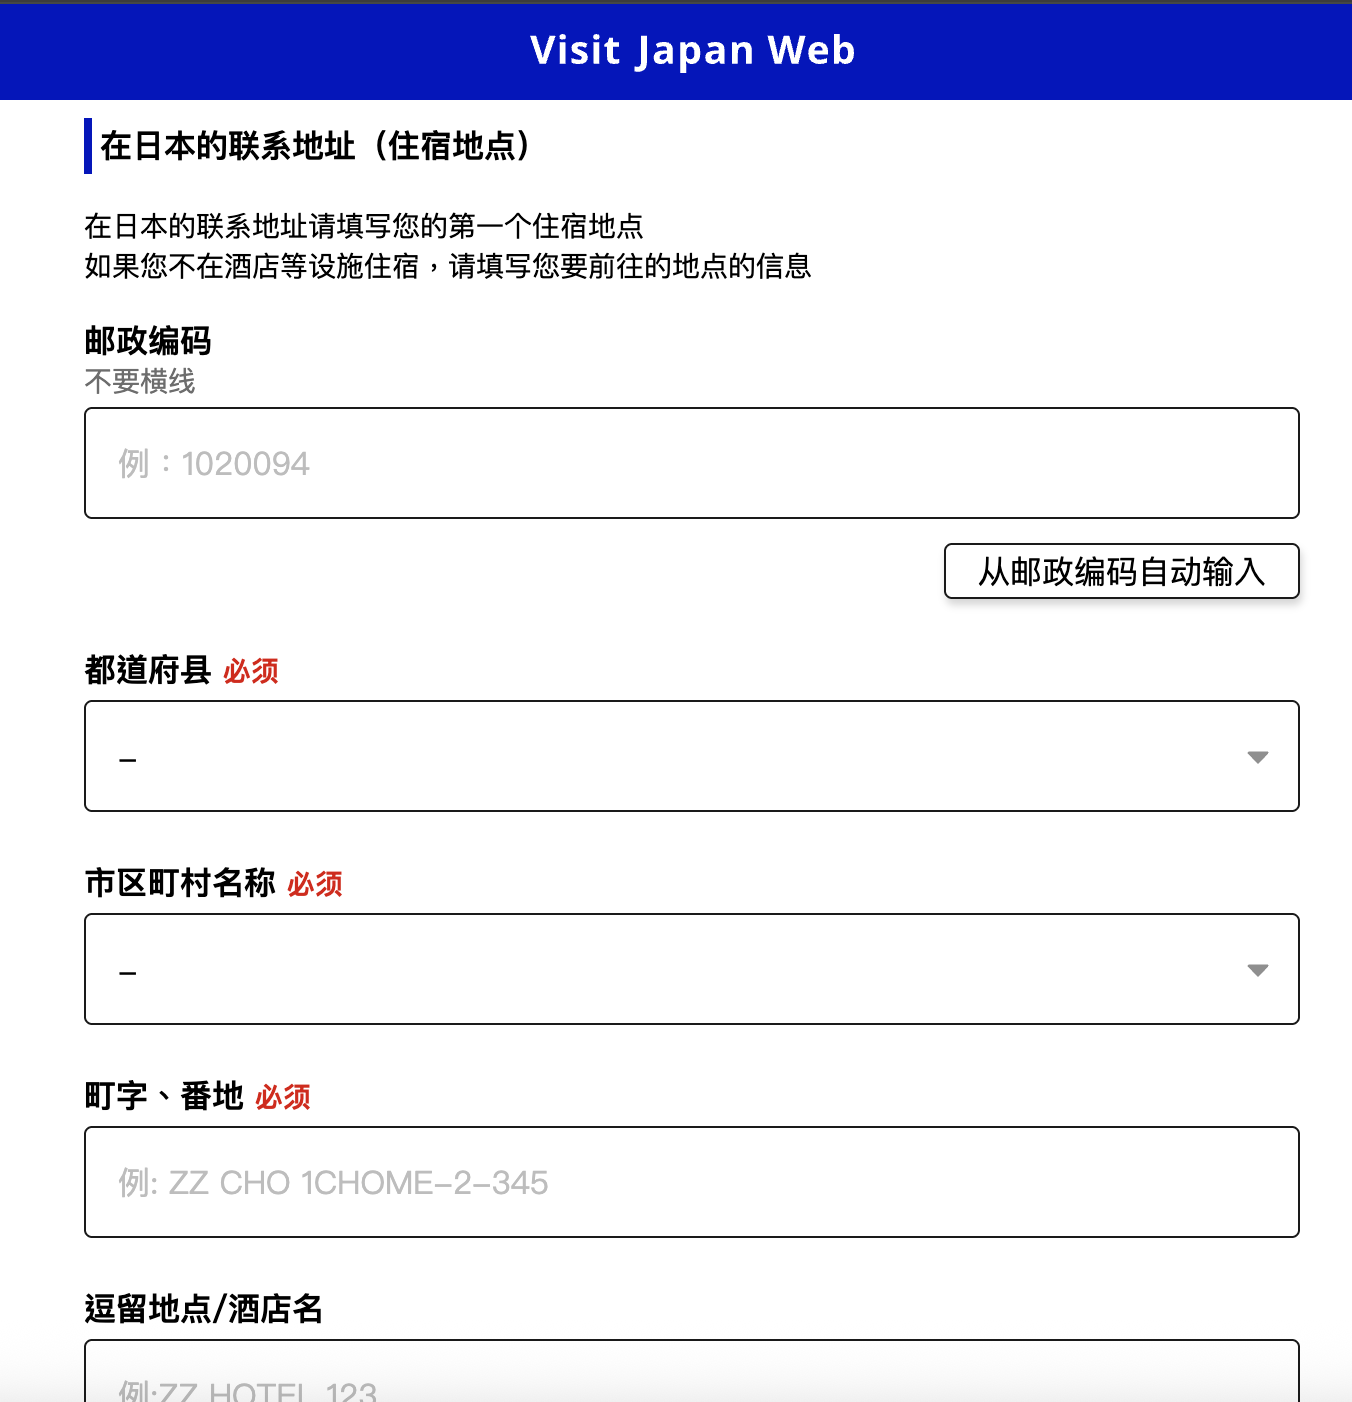 Visit Japan Web
在日本的联系地址（住宿地点）
在日本的联系地址请填写您的第一个住宿地点
如果您不在酒店等设施住宿，请填写您要前往的地点的信息
邮政编码
不要横线
例：1020094
从邮政编码自动输入
都道府县 必须
–
市区町村名称 必须
–
町字、番地 必须
例: ZZ CHO 1CHOME–2–345
逗留地点/酒店名
例:ZZ HOTEL 123